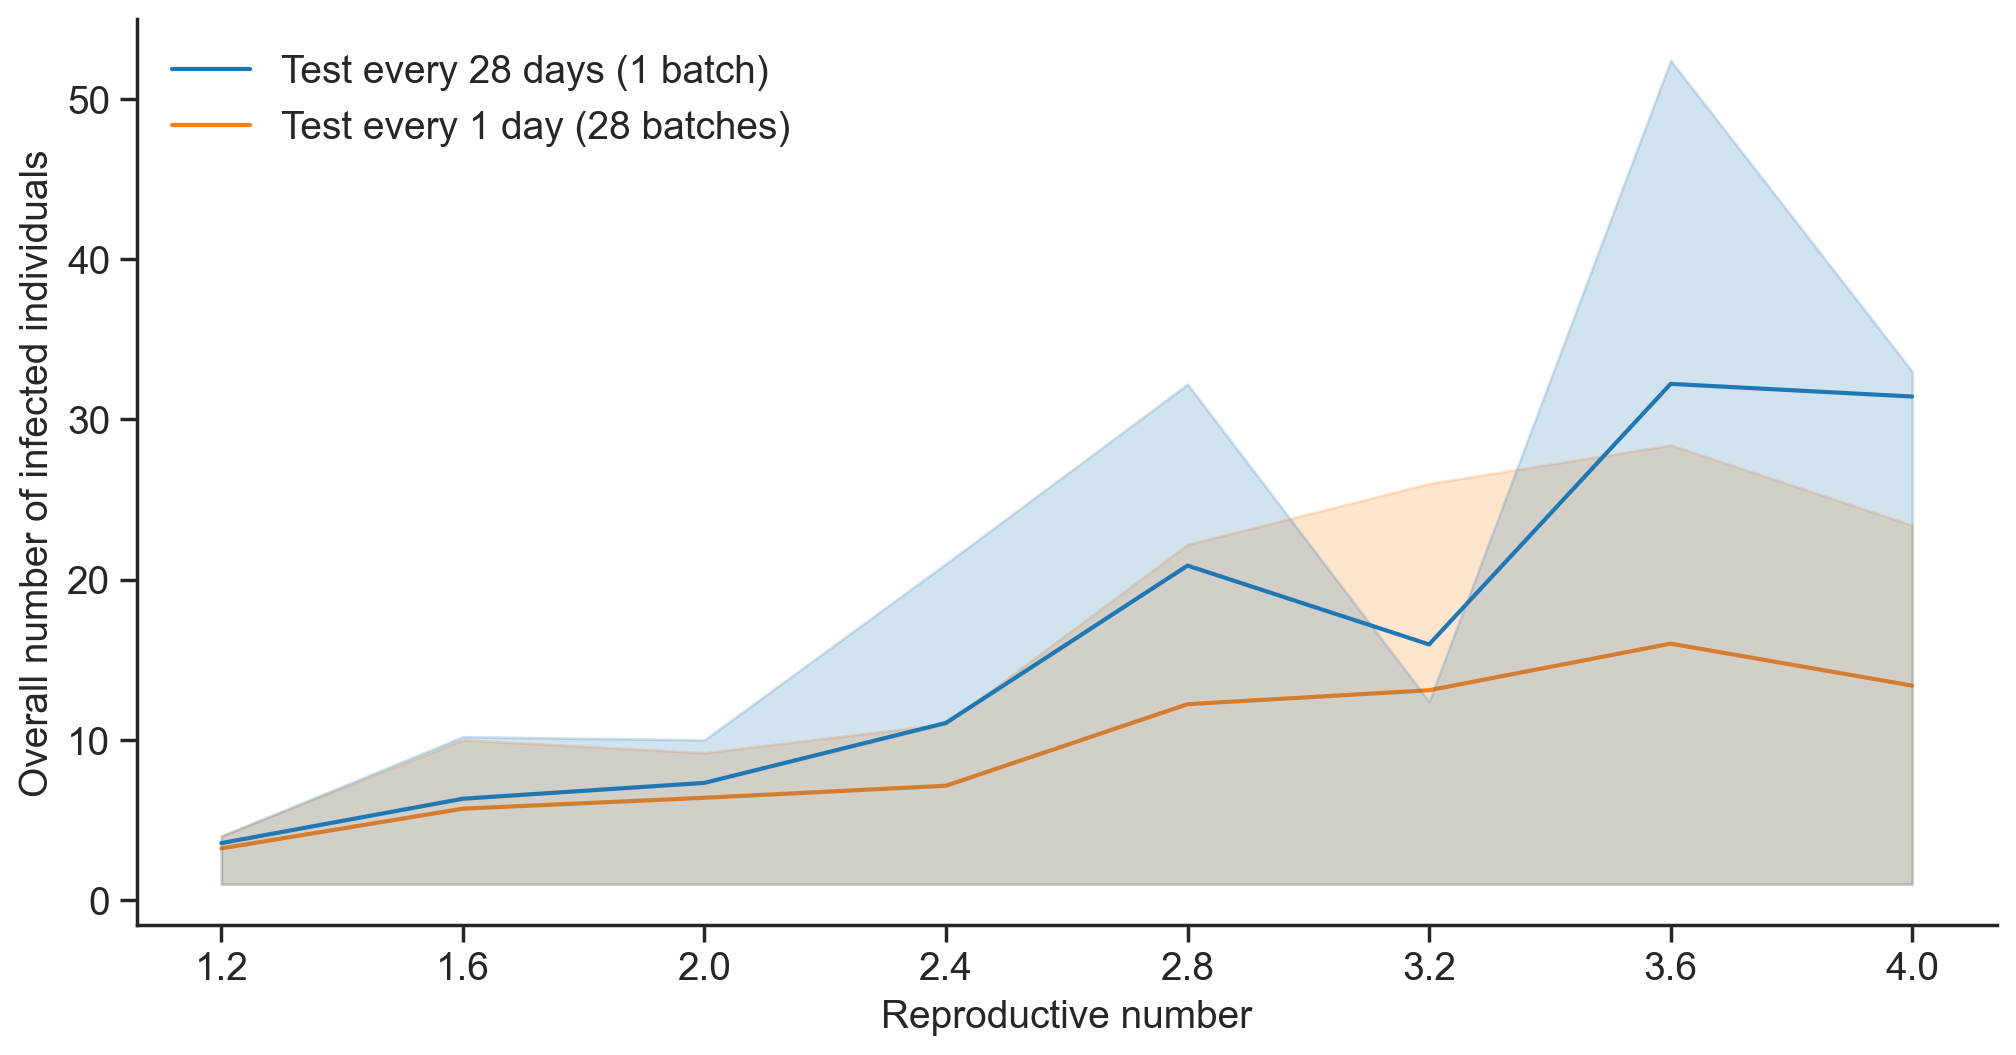 Test every 28 days (1 batch)
Test every 1 day (28 batches)
Overall number of infected individuals
50
40
30
20
10
0
1.2 1.6 2.0 2.4 2.8 3.2 3.6 4.0
Reproductive number